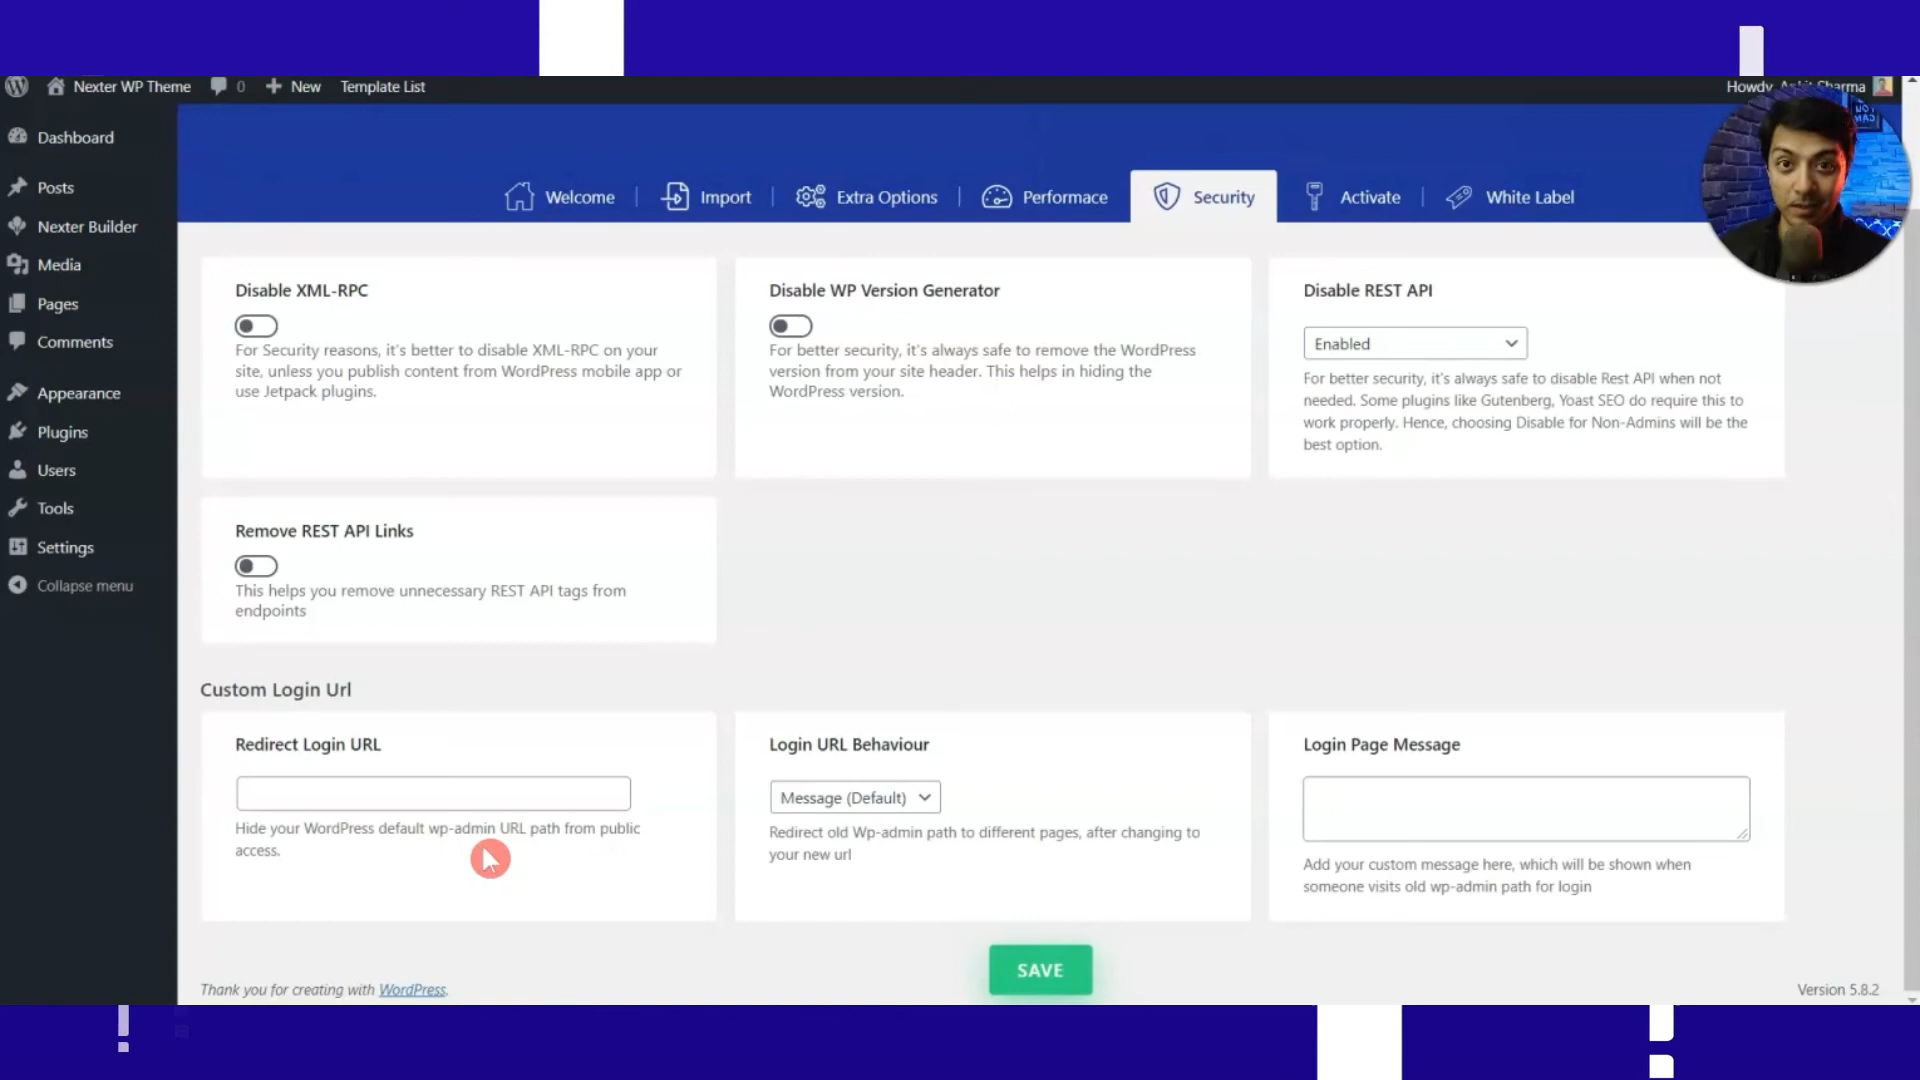 Nexter WP Theme 0 New Template List Howdy, Ankit Sharma
YOU
CAN
Dashboard
Posts
Nexter Builder
Media
Pages
Comments
Appearance
Plugins
Users
Tools
Settings
Collapse menu
Welcome Import Extra Options Performace Security Activate White Label
Disable XML-RPC
For Security reasons, it's better to disable XML-RPC on your
site, unless you publish content from WordPress mobile app or
use Jetpack plugins.
Disable WP Version Generator
For better security, it's always safe to remove the WordPress
version from your site header. This helps in hiding the
WordPress version.
Disable REST API
Enabled
For better security, it's always safe to disable Rest API when not
needed. Some plugins like Gutenberg, Yoast SEO do require this to
work properly. Hence, choosing Disable for Non-Admins will be the
best option.
Remove REST API Links
This helps you remove unnecessary REST API tags from
endpoints
Custom Login Url
Redirect Login URL
Hide your WordPress default wp-admin URL path from public
access.
Login URL Behaviour
Message (Default)
Redirect old Wp-admin path to different pages, after changing to
your new url
Login Page Message
Add your custom message here, which will be shown when
someone visits old wp-admin path for login
SAVE
Thank you for creating with WordPress.
Version 5.8.2